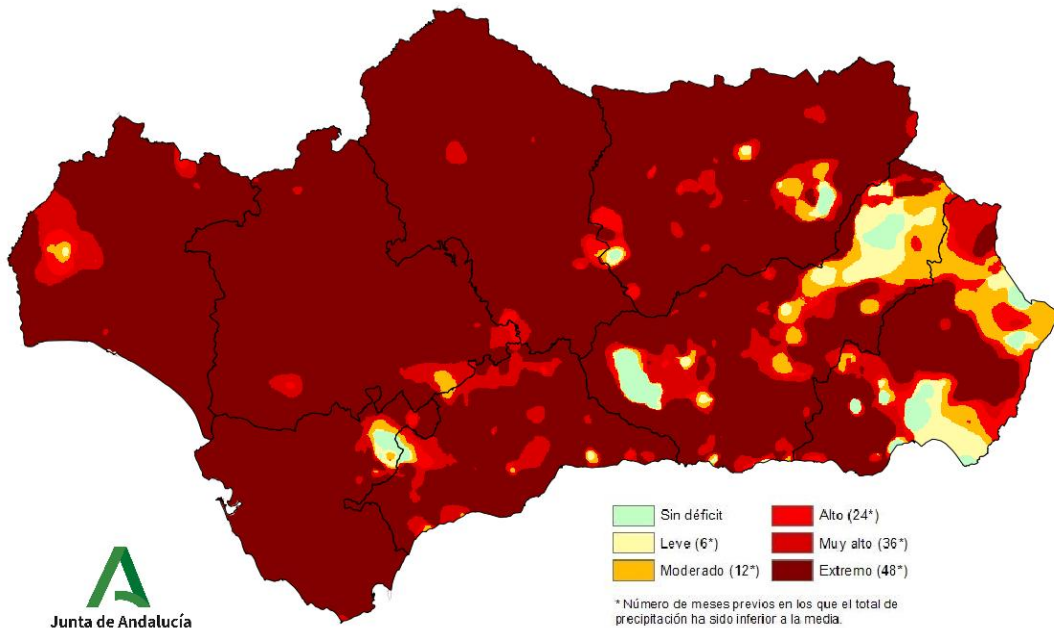 Sin déficit
Leve (6*)
Moderado (12*)
Alto (24*)
Muy alto (36*)
Extremo (48*)
* Número de meses previos en los que el total de
precipitación ha sido inferior a la media.
Junta de Andalucía